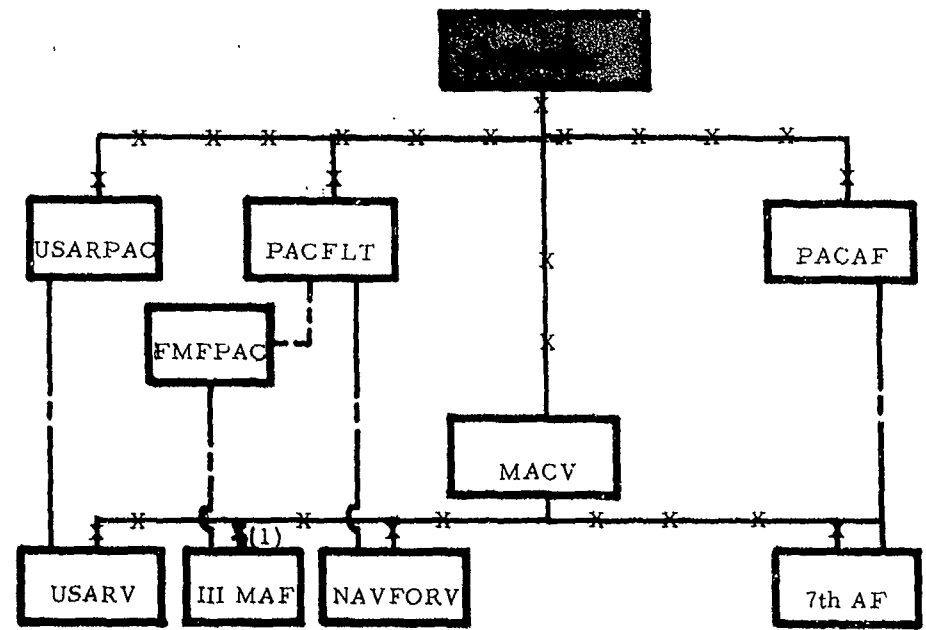 USARPAC
PACFLT
PACAF
FMFPAC
MACV
(1)
USARV
III MAF
NAVFORV
7th AF